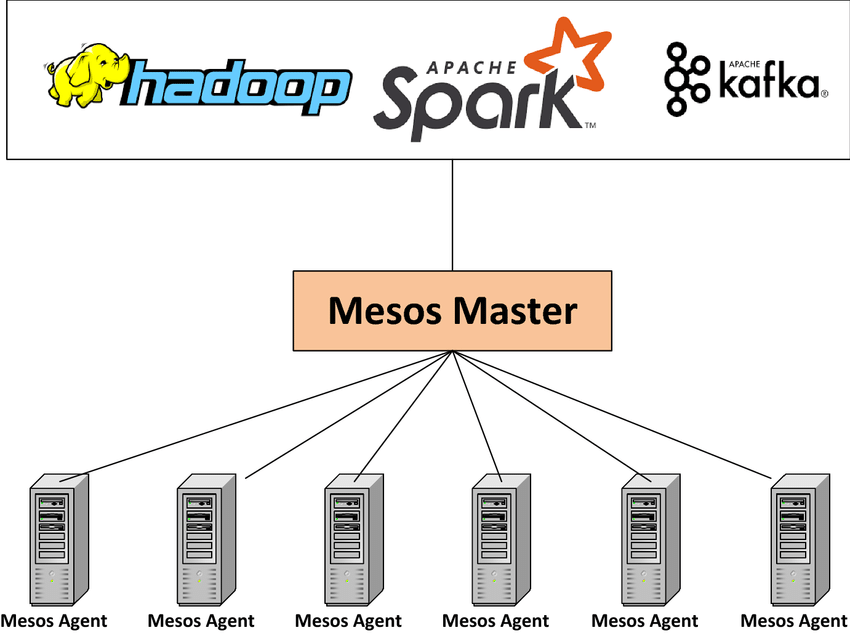 hadoop
APACHE
Spark™
APACHE
kafka®
Mesos Master
Mesos Agent
Mesos Agent
Mesos Agent
Mesos Agent
Mesos Agent
Mesos Agent